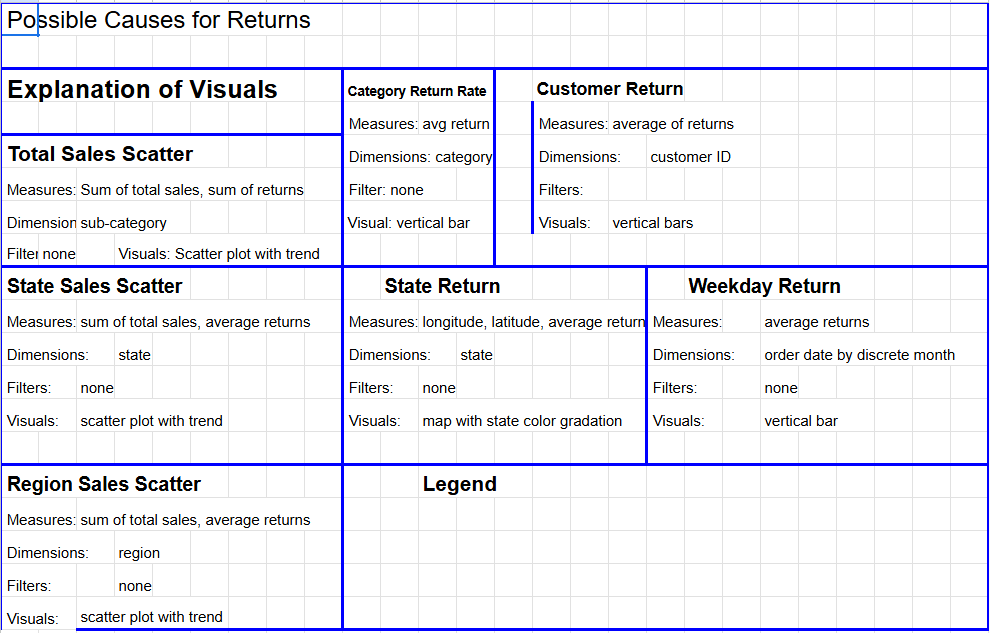 Possible Causes for Returns
Explanation of Visuals
Total Sales Scatter
Measures: Sum of total sales, sum of returns
Dimension sub-category
Filter none Visuals: Scatter plot with trend
Category Return Rate
Measures: avg return
Dimensions: category
Filter: none
Visual: vertical bar
Customer Return
Measures: average of returns
Dimensions: customer ID
Filters:
Visuals: vertical bars
State Sales Scatter
Measures: sum of total sales, average returns
Dimensions: state
Filters: none
Visuals: scatter plot with trend
State Return
Measures: longitude, latitude, average return
Dimensions: state
Filters: none
Visuals: map with state color gradation
Weekday Return
Measures: average returns
Dimensions: order date by discrete month
Filters: none
Visuals: vertical bar
Region Sales Scatter
Measures: sum of total sales, average returns
Dimensions: region
Filters: none
Visuals: scatter plot with trend
Legend